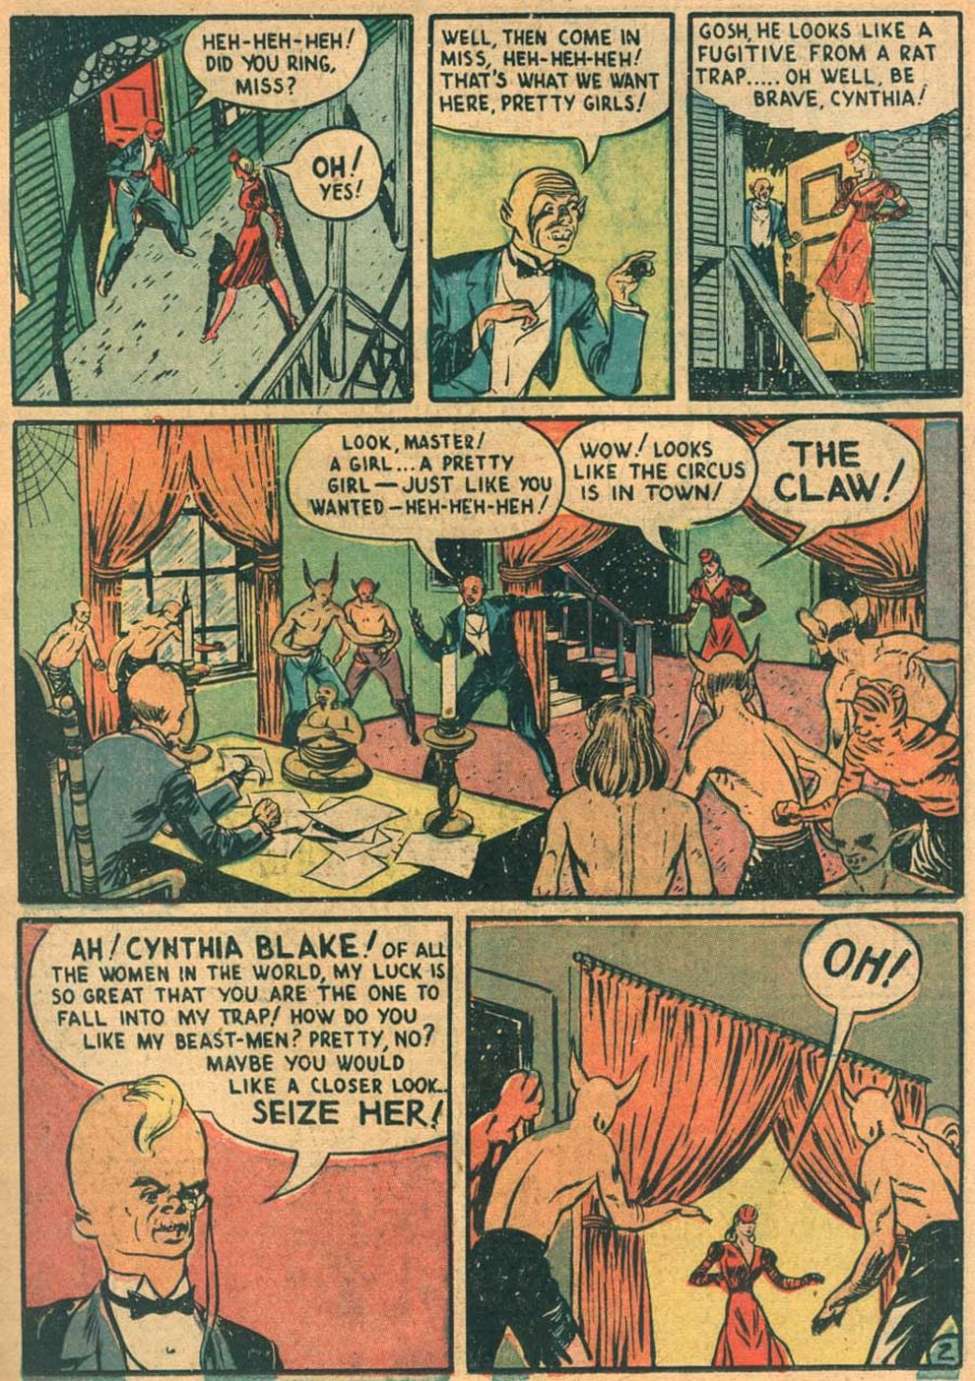 HEH-HEH-HEH!
DID YOU RING,
MISS?
OH!
YES!
WELL, THEN COME IN
MISS, HEH-HEH-HEH!
THAT'S WHAT WE WANT
HERE, PRETTY GIRLS!
GOSH, HE LOOKS LIKE A
FUGITIVE FROM A RAT
TRAP..... OH WELL, BE
BRAVE, CYNTHIA!
LOOK, MASTER!
A GIRL... A PRETTY
GIRL — JUST LIKE YOU
WANTED — HEH-HEH-HEH!
WOW! LOOKS
LIKE THE CIRCUS
IS IN TOWN!
THE
CLAW!
AH! CYNTHIA BLAKE! OF ALL
THE WOMEN IN THE WORLD, MY LUCK IS
SO GREAT THAT YOU ARE THE ONE TO
FALL INTO MY TRAP! HOW DO YOU
LIKE MY BEAST-MEN? PRETTY, NO?
MAYBE YOU WOULD
LIKE A CLOSER LOOK..
SEIZE HER!
OH!
2